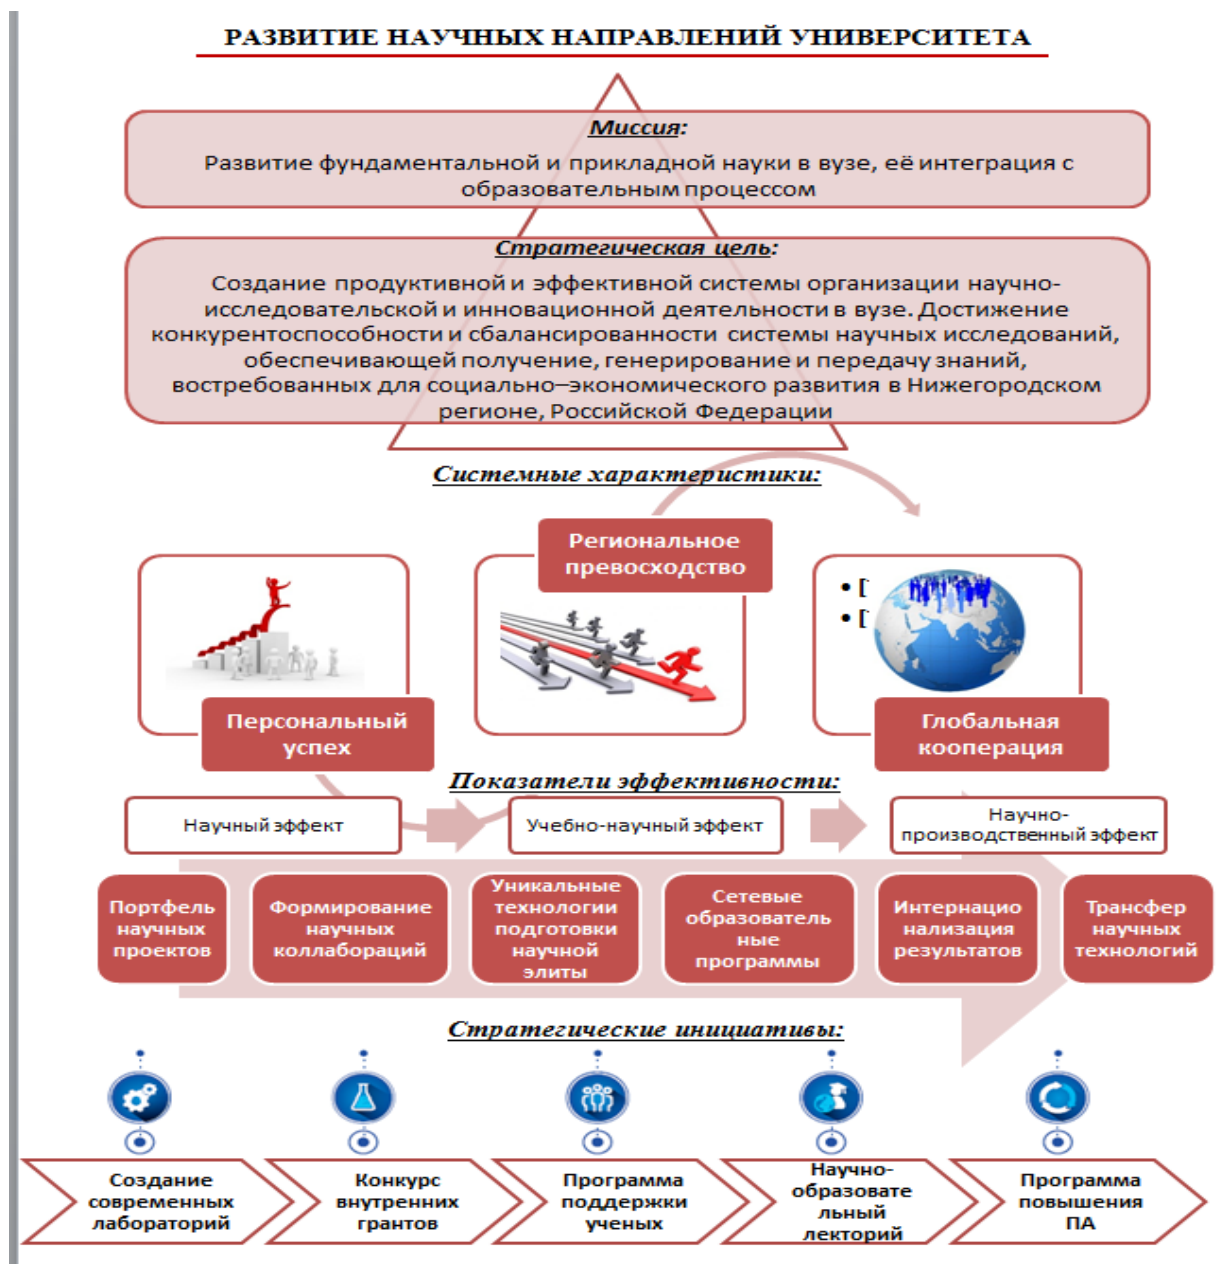 РАЗВИТИЕ НАУЧНЫХ НАПРАВЛЕНИЙ УНИВЕРСИТЕТА
Миссия:
Развитие фундаментальной и прикладной науки в вузе, её интеграция с
образовательным процессом
Стратегическая цель:
Создание продуктивной и эффективной системы организации научно-
исследовательской и инновационной деятельности в вузе. Достижение
конкурентоспособности и сбалансированности системы научных исследований,
обеспечивающей получение, генерирование и передачу знаний,
востребованных для социально–экономического развития в Нижегородском
регионе, Российской Федерации
Системные характеристики:
Персональный
успех
Региональное
превосходство
Глобальная
кооперация
Показатели эффективности:
Научный эффект
Учебно-научный эффект
Научно-
производственный эффект
Портфель
научных
проектов
Формирование
научных
коллабораций
Уникальные
технологии
подготовки
научной
элиты
Сетевые
образователь
ные
программы
Интернацио
нализация
результатов
Трансфер
научных
технологий
Стратегические инициативы:
Создание
современных
лабораторий
Конкурс
внутренних
грантов
Программа
поддержки
ученых
Научно-
образовате
льный
лекторий
Программа
повышения
ПА